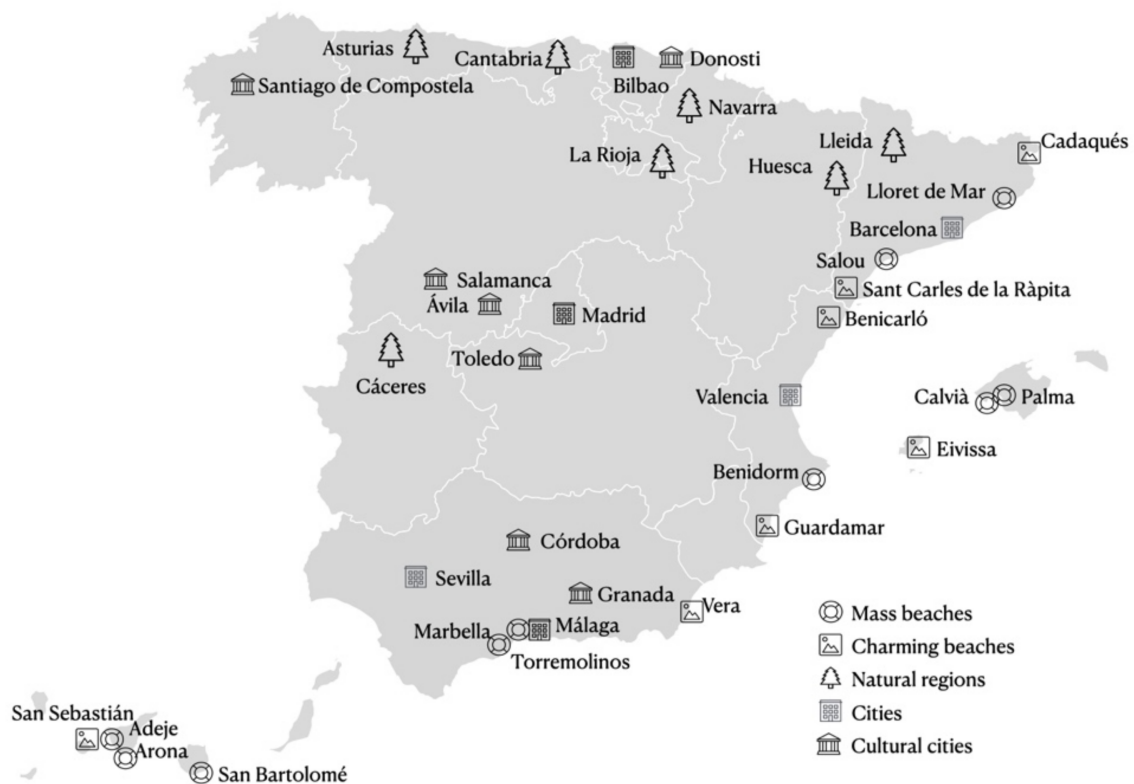 Asturias
Cantabria
Bilbao
Donosti
Santiago de Compostela
Navarra
La Rioja
Lleida
Cadaqués
Huesca
Lloret de Mar
Barcelona
Salou
Salamanca
Sant Carles de la Ràpita
Ávila
Madrid
Benicarló
Toledo
Cáceres
Valencia
Calvià
Palma
Eivissa
Benidorm
Guardamar
Córdoba
Sevilla
Granada
Vera
Marbella
Málaga
Torremolinos
Mass beaches
Charming beaches
Natural regions
Cities
Cultural cities
San Sebastián
Adeje
Arona
San Bartolomé